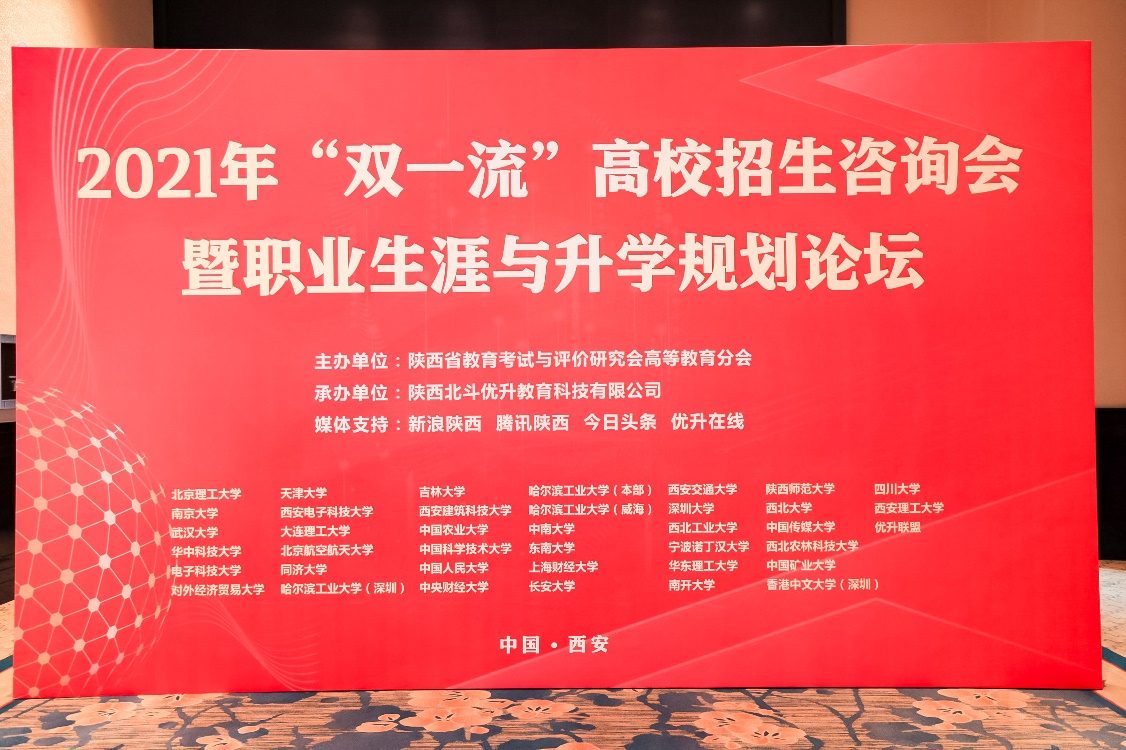 2021年“双一流”高校招生咨询会
暨职业生涯与升学规划论坛
主办单位：陕西省教育考试与评价研究会高等教育分会
承办单位：陕西北斗优升教育科技有限公司
媒体支持：新浪陕西 腾讯陕西 今日头条 优升在线
北京理工大学 天津大学 吉林大学 哈尔滨工业大学（本部） 西安交通大学 陕西师范大学 四川大学
南京大学 西安电子科技大学 西安建筑科技大学 哈尔滨工业大学（威海） 深圳大学 西北大学 西安理工大学
武汉大学 大连理工大学 中国农业大学 中南大学 西北工业大学 中国传媒大学 优升联盟
华中科技大学 北京航空航天大学 中国科学技术大学 东南大学 宁波诺丁汉大学 西北农林科技大学
电子科技大学 同济大学 中国人民大学 上海财经大学 华东理工大学 中国矿业大学
对外经济贸易大学 哈尔滨工业大学（深圳） 中央财经大学 长安大学 南开大学 香港中文大学（深圳）
中国·西安